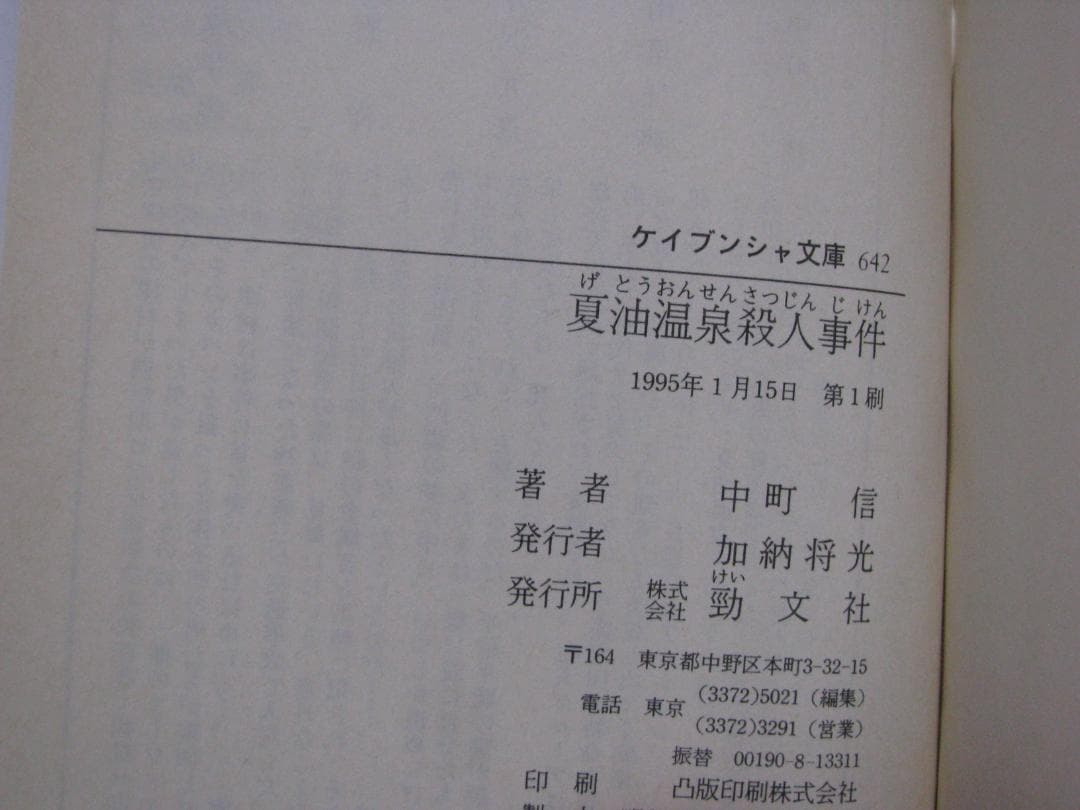 ケイブンシャ文庫 642
げとうおんせんさつじんじけん
夏油温泉殺人事件
1995年1月15日 第1刷
著者 中町 信
発行者 加納将光
発行所 株式会社 勁文社
けい
〒164 東京都中野区本町3-32-15
電話 東京 (3372)5021(編集)
(3372)3291(営業)
振替 00190-8-13311
印刷 凸版印刷株式会社